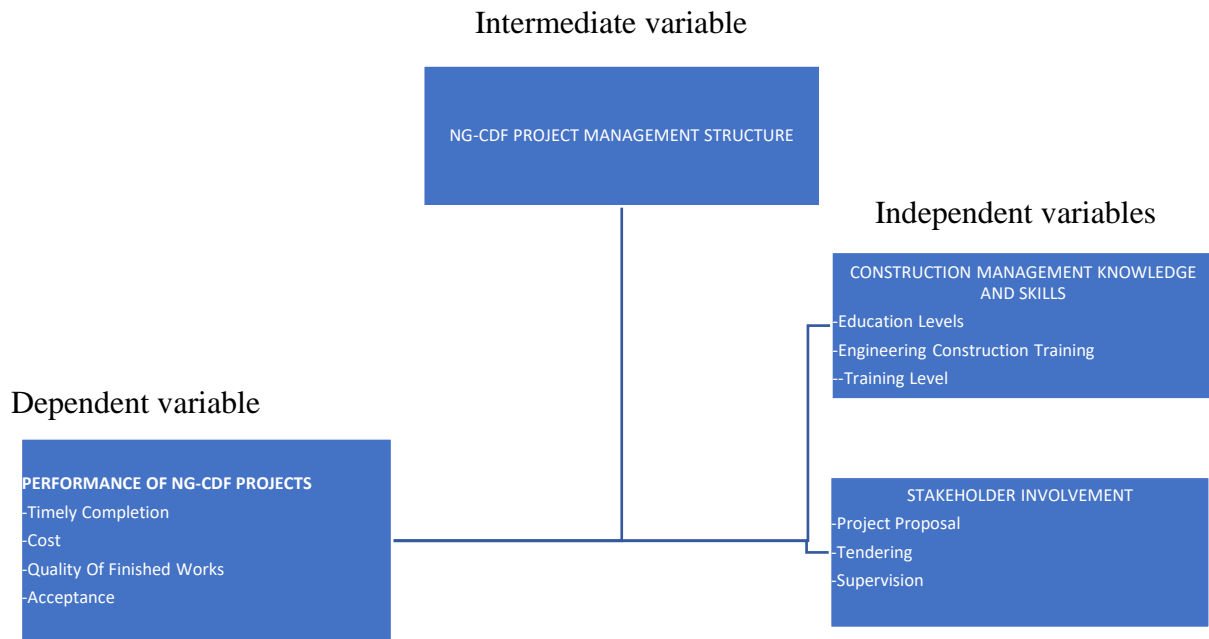 Intermediate variable
NG-CDF PROJECT MANAGEMENT STRUCTURE
Independent variables
CONSTRUCTION MANAGEMENT KNOWLEDGE
AND SKILLS
-Education Levels
-Engineering Construction Training
--Training Level
Dependent variable
PERFORMANCE OF NG-CDF PROJECTS
-Timely Completion
-Cost
-Quality Of Finished Works
-Acceptance
STAKEHOLDER INVOLVEMENT
-Project Proposal
-Tendering
-Supervision